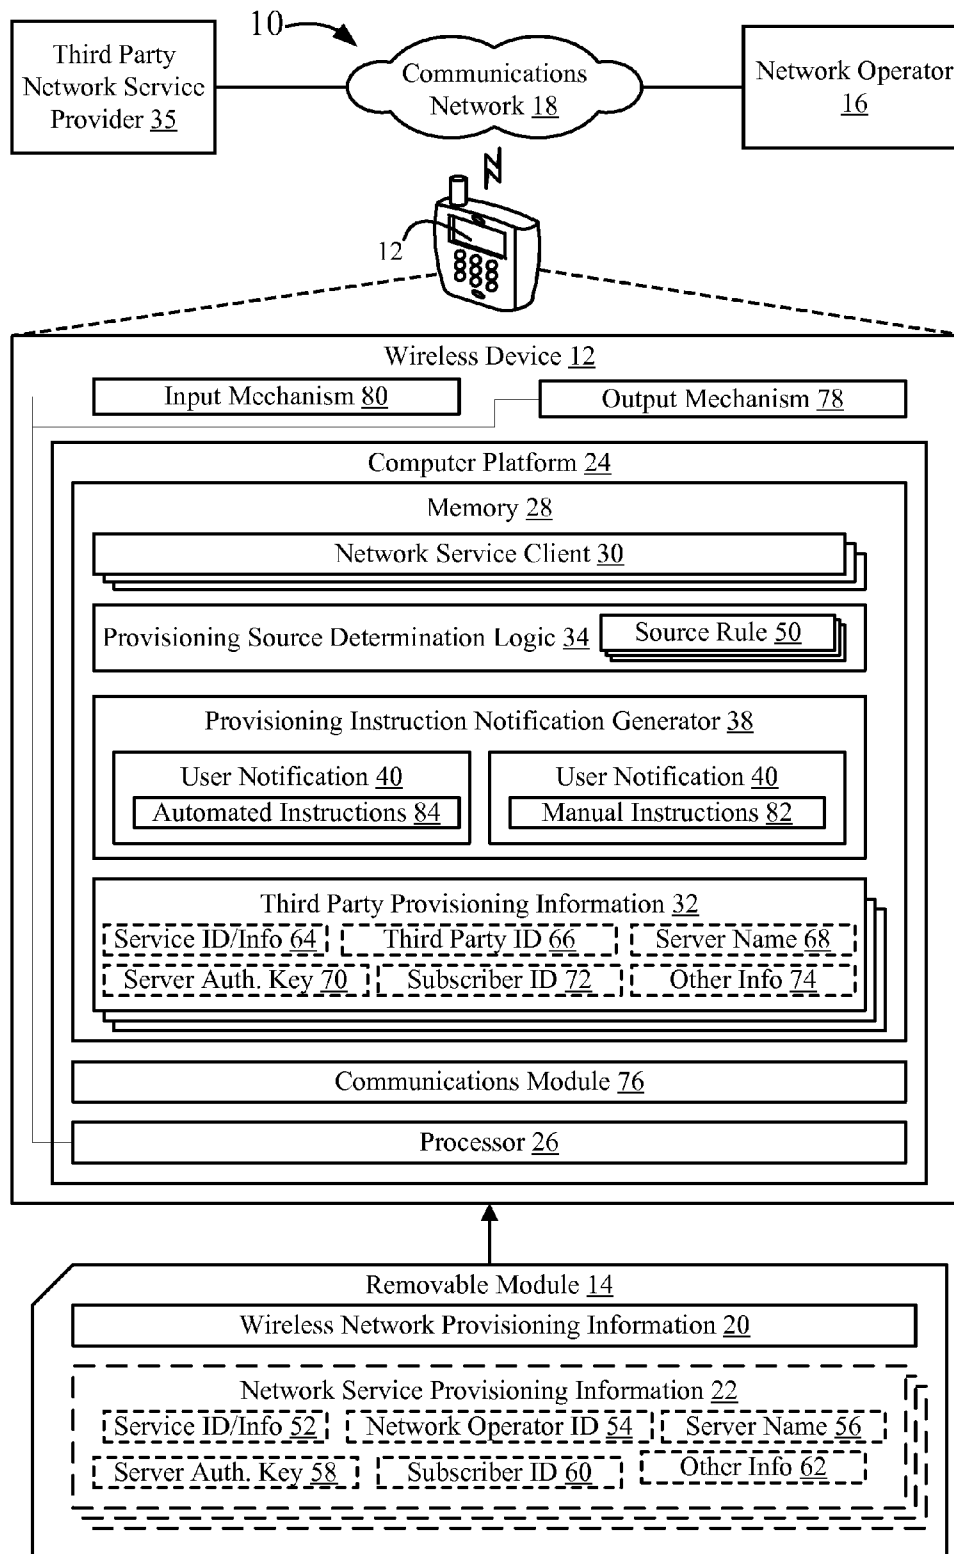 10
Third Party
Network Service
Provider 35
Communications
Network 18
Network Operator
16
12
Wireless Device 12
Input Mechanism 80
Output Mechanism 78
Computer Platform 24
Memory 28
Network Service Client 30
Provisioning Source Determination Logic 34
Source Rule 50
Provisioning Instruction Notification Generator 38
User Notification 40
Automated Instructions 84
User Notification 40
Manual Instructions 82
Third Party Provisioning Information 32
Service ID/Info 64
Third Party ID 66
Server Name 68
Server Auth. Key 70
Subscriber ID 72
Other Info 74
Communications Module 76
Processor 26
Removable Module 14
Wireless Network Provisioning Information 20
Network Service Provisioning Information 22
Service ID/Info 52
Network Operator ID 54
Server Name 56
Server Auth. Key 58
Subscriber ID 60
Other Info 62